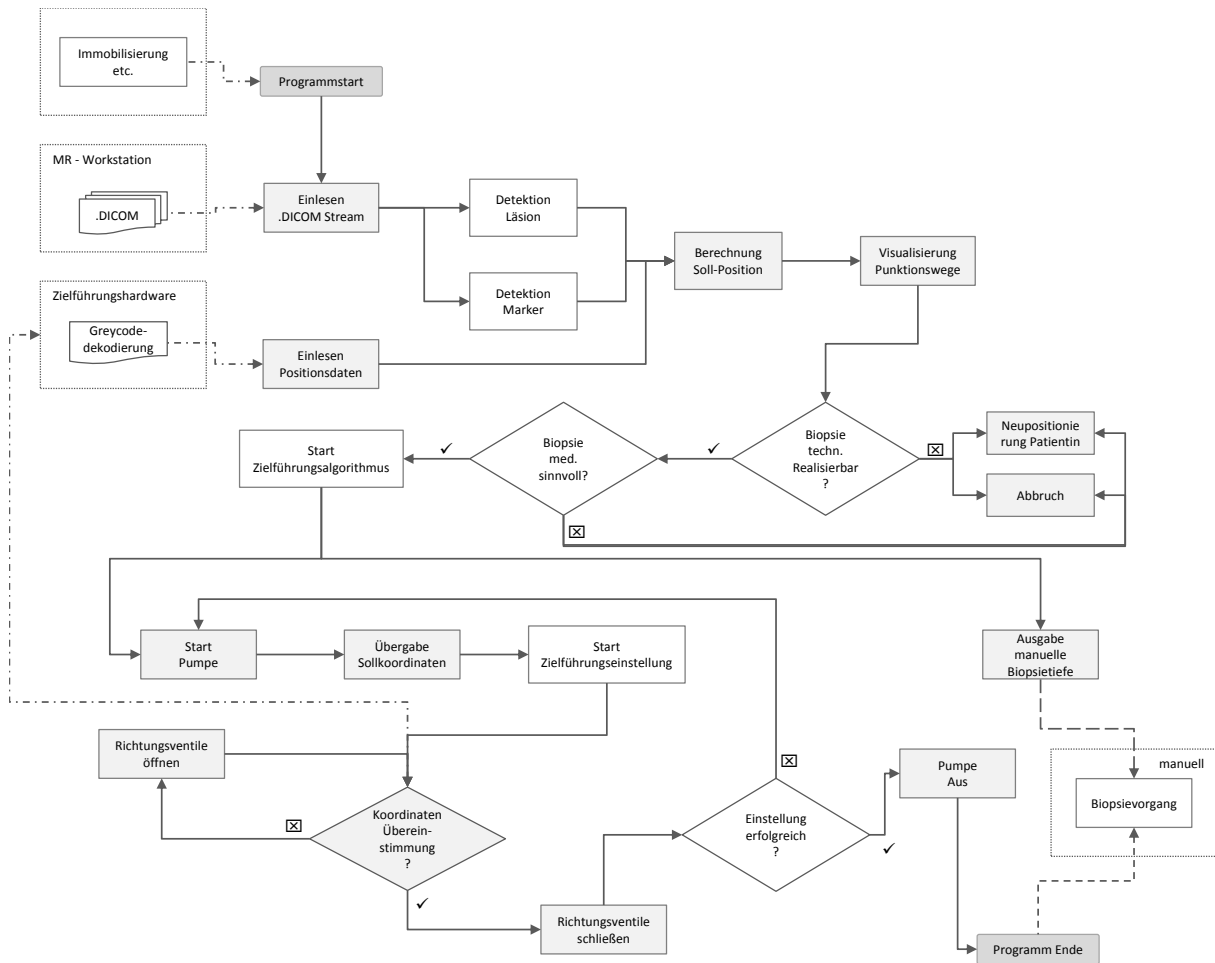 Immobilisierung
etc.
Programmstart
MR - Workstation
.DICOM
Einlesen
.DICOM Stream
Detektion
Läsion
Detektion
Marker
Berechnung
Soll-Position
Visualisierung
Punktionswege
Zielführungshardware
Greycode-
dekodierung
Einlesen
Positionsdaten
Start
Zielführungsalgorithmus
✓
Biopsie
med.
sinnvoll?
✓
Biopsie
techn.
Realisierbar
?
☒
Neupositionie
rung Patientin
Abbruch
☒
Start
Pumpe
Übergabe
Sollkoordinaten
Start
Zielführungseinstellung
Ausgabe
manuelle
Biopsietiefe
Richtungsventile
öffnen
☒
Koordinaten
Überein-
stimmung
?
✓
Richtungsventile
schließen
☒
Einstellung
erfolgreich
?
✓
Pumpe
Aus
manuell
Biopsievorgang
Programm Ende